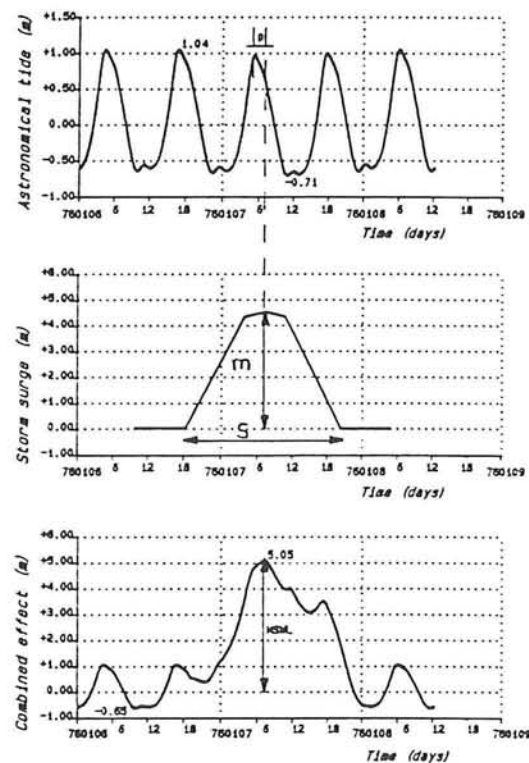 Astronomical tide (m)
+1.50
+1.00
+0.50
0.00
-0.50
-1.00
1.04
p
-0.71
760106 6 12 18 760107 6 12 18 760108 6 12 760109
Time (days)
Storm surge (m)
+6.00
+5.00
+4.00
+3.00
+2.00
+1.00
0.00
-1.00
m
S
760106 6 12 18 760107 6 12 18 760108 6 12 760109
Time (days)
Combined effect (m)
+6.00
+5.00
+4.00
+3.00
+2.00
+1.00
0.00
-1.00
5.05
-0.65
760106 6 12 18 760107 6 12 18 760108 6 12 760109
Time (days)